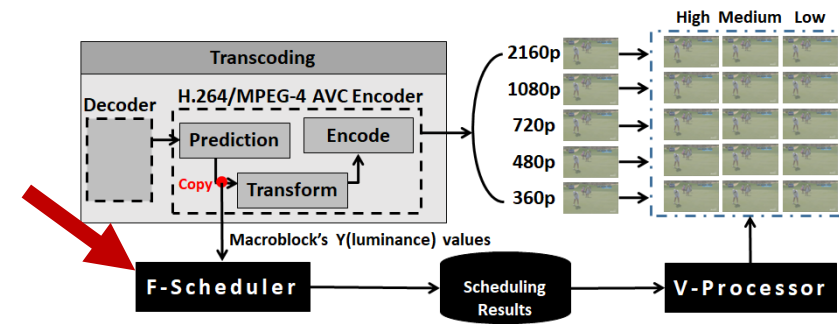 High Medium Low
Transcoding
2160p
Decoder
H.264/MPEG-4 AVC Encoder
1080p
Prediction
Encode
720p
Copy
Transform
480p
360p
Macroblock's Y(luminance) values
F-Scheduler
Scheduling
Results
V-Processor